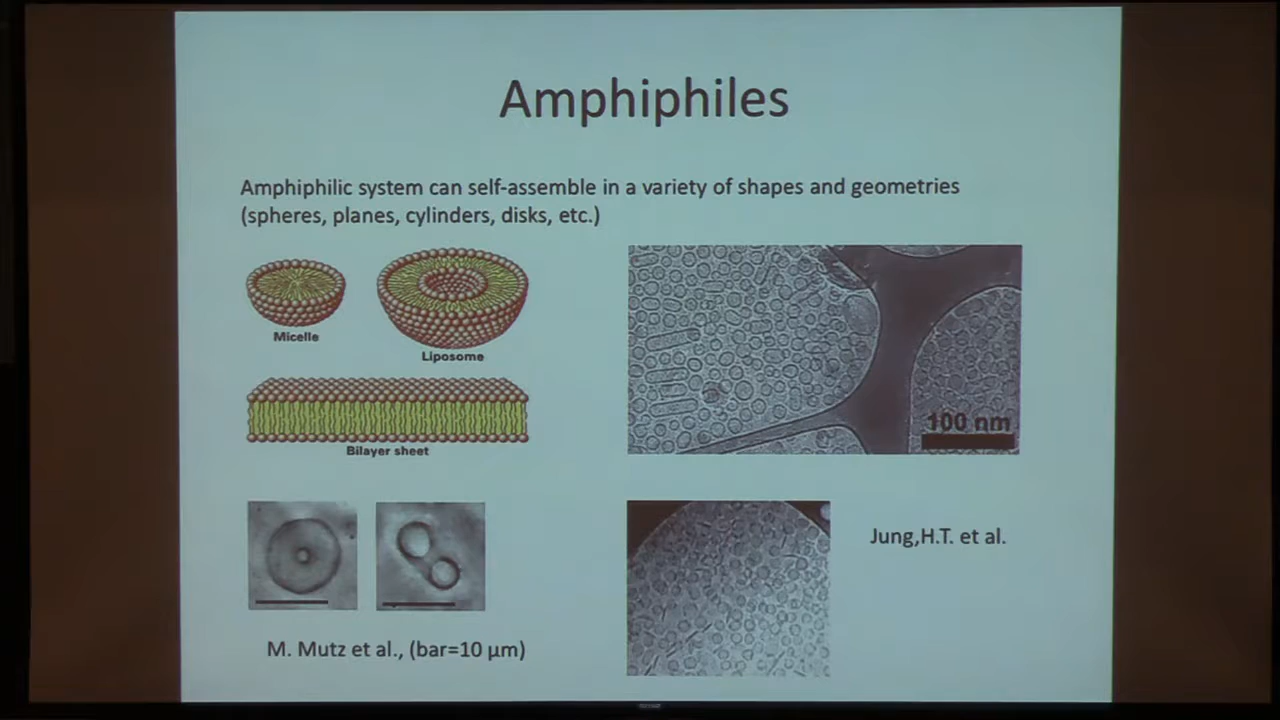 Amphiphiles
Amphiphilic system can self-assemble in a variety of shapes and geometries
(spheres, planes, cylinders, disks, etc.)
Micelle
Liposome
Bilayer sheet
100 nm
Jung,H.T. et al.
M. Mutz et al., (bar=10 μm)